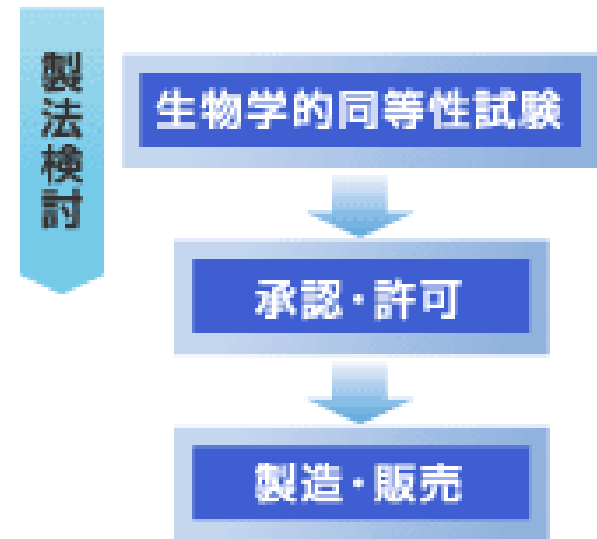 製法検討
生物学的同等性試験
承認・許可
製造・販売